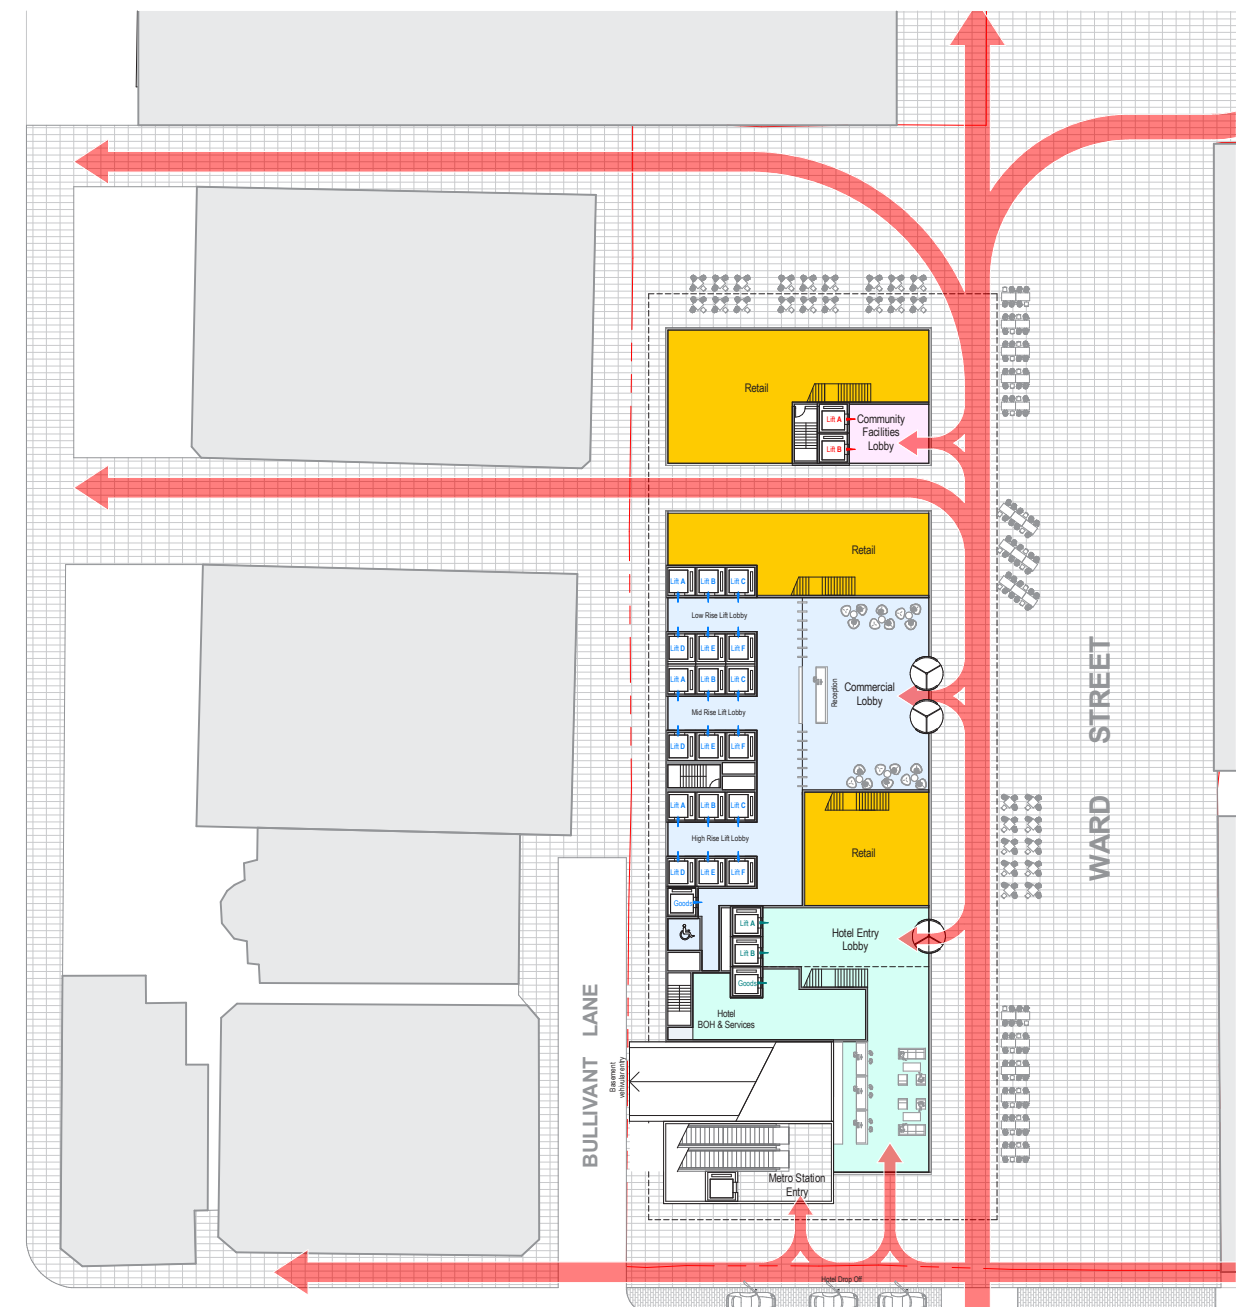 Retail
Lift A
Community
Facilities
Lobby
Lift B
Retail
Lift A
Lift B
Lift C
Low Rise Lift Lobby
Lift D
Lift E
Lift F
Lift A
Lift B
Lift C
Reception
Commercial
Lobby
Mid Rise Lift Lobby
Lift D
Lift E
Lift F
Lift A
Lift B
Lift C
High Rise Lift Lobby
Retail
Lift D
Lift E
Lift F
Goods
Lift A
Hotel Entry
Lobby
Lift B
Goods
Hotel
BOH & Services
WARD STREET
BULLIVANT LANE
Basement
vehicular entry
Metro Station
Entry
Hotel Drop Off